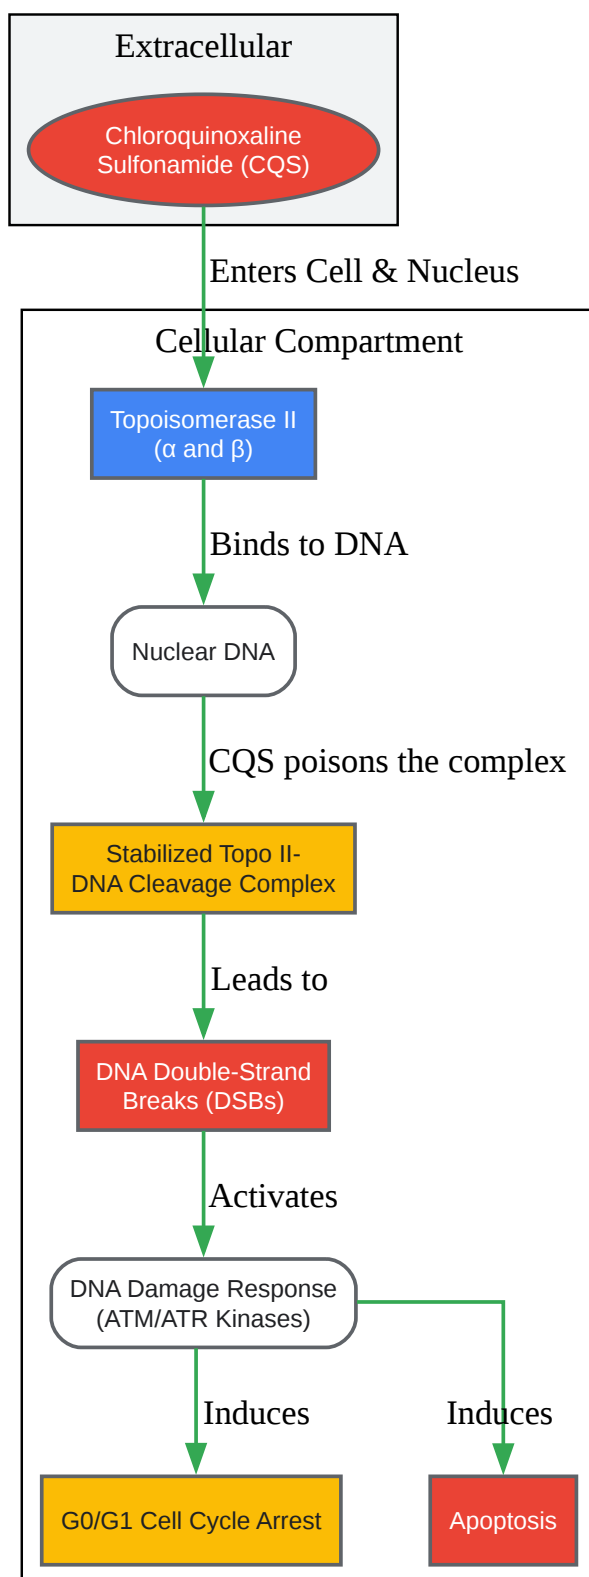 Extracellular
Chloroquinoxaline
Sulfonamide (CQS)
Enters Cell & Nucleus
Cellular Compartment
Topoisomerase II
(α and β)
Binds to DNA
Nuclear DNA
CQS poisons the complex
Stabilized Topo II-
DNA Cleavage Complex
Leads to
DNA Double-Strand
Breaks (DSBs)
Activates
DNA Damage Response
(ATM/ATR Kinases)
Induces
Induces
G0/G1 Cell Cycle Arrest
Apoptosis